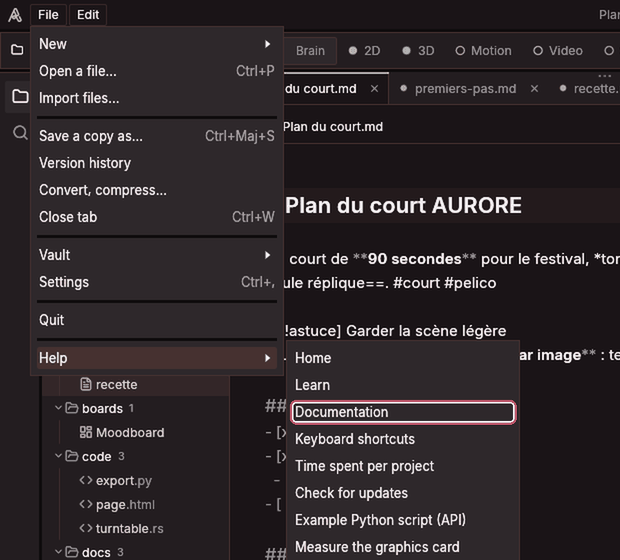 File Edit Plan
Brain 2D 3D Motion Video
New
Open a file... Ctrl+P
Import files...
du court.md × premiers-pas.md × recette.
Save a copy as... Ctrl+Maj+S
Plan du court.md
Version history
Convert, compress...
Close tab Ctrl+W
Plan du court AURORE
Vault
court de **90 secondes** pour le festival, *tor
Settings Ctrl+,
ule réplique==. #court #pelico
Quit
!astuce] Garder la scène légère
Help
ar image** : te
recette
boards 1
Moodboard
code 3
export.py
page.html
turntable.rs
docs 3
Home
Learn
Documentation
Keyboard shortcuts
Time spent per project
Check for updates
Example Python script (API)
Measure the graphics card
##
- [x
- [x
-
- [
##